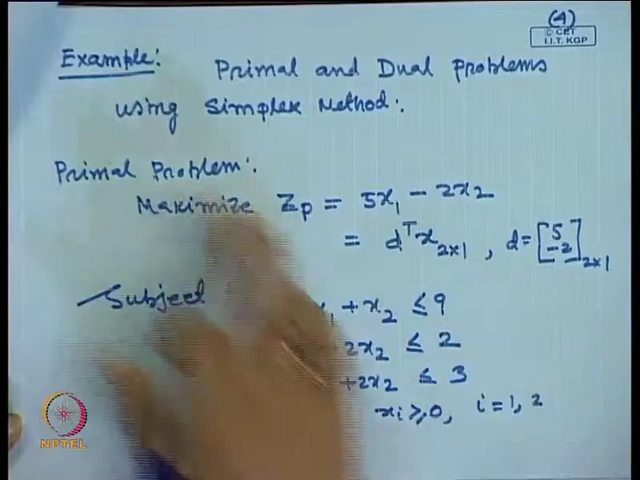 (4)
© CET
I.I.T. KGP
Example: Primal and Dual Problems
using Simplex Method:.
Primal Problem:.
Maximize Zp = 5x₁ - 2x₂
= dᵀx₂ₓ₁ , d = [5 -2]₂ₓ₁
Subject + x₂ ≤ 9
2x₂ ≤ 2
+2x₂ ≤ 3
xᵢ ≥ 0, i = 1, 2
NPTEL